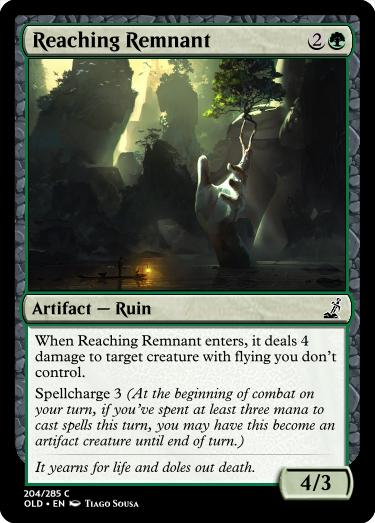 Reaching Remnant 2
Artifact — Ruin
When Reaching Remnant enters, it deals 4
damage to target creature with flying you don't
control.
Spellcharge 3 (At the beginning of combat on
your turn, if you've spent at least three mana to
cast spells this turn, you may have this become an
artifact creature until end of turn.)
It yearns for life and doles out death.
4/3
204/285 C
OLD • EN Tiago Sousa